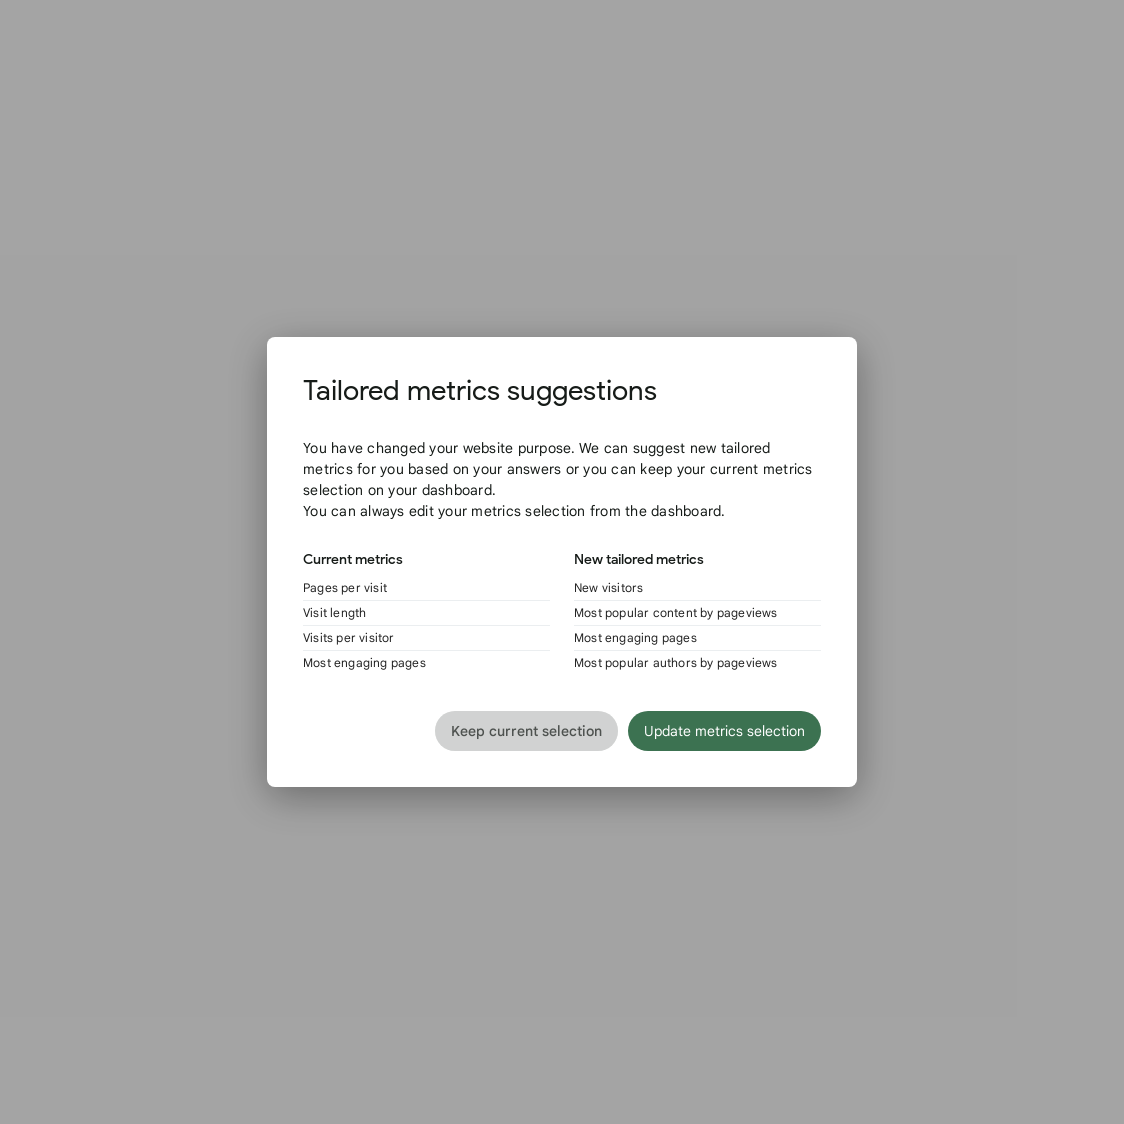 Tailored metrics suggestions
You have changed your website purpose. We can suggest new tailored
metrics for you based on your answers or you can keep your current metrics
selection on your dashboard.
You can always edit your metrics selection from the dashboard.
Current metrics
Pages per visit
Visit length
Visits per visitor
Most engaging pages
New tailored metrics
New visitors
Most popular content by pageviews
Most engaging pages
Most popular authors by pageviews
Keep current selection
Update metrics selection